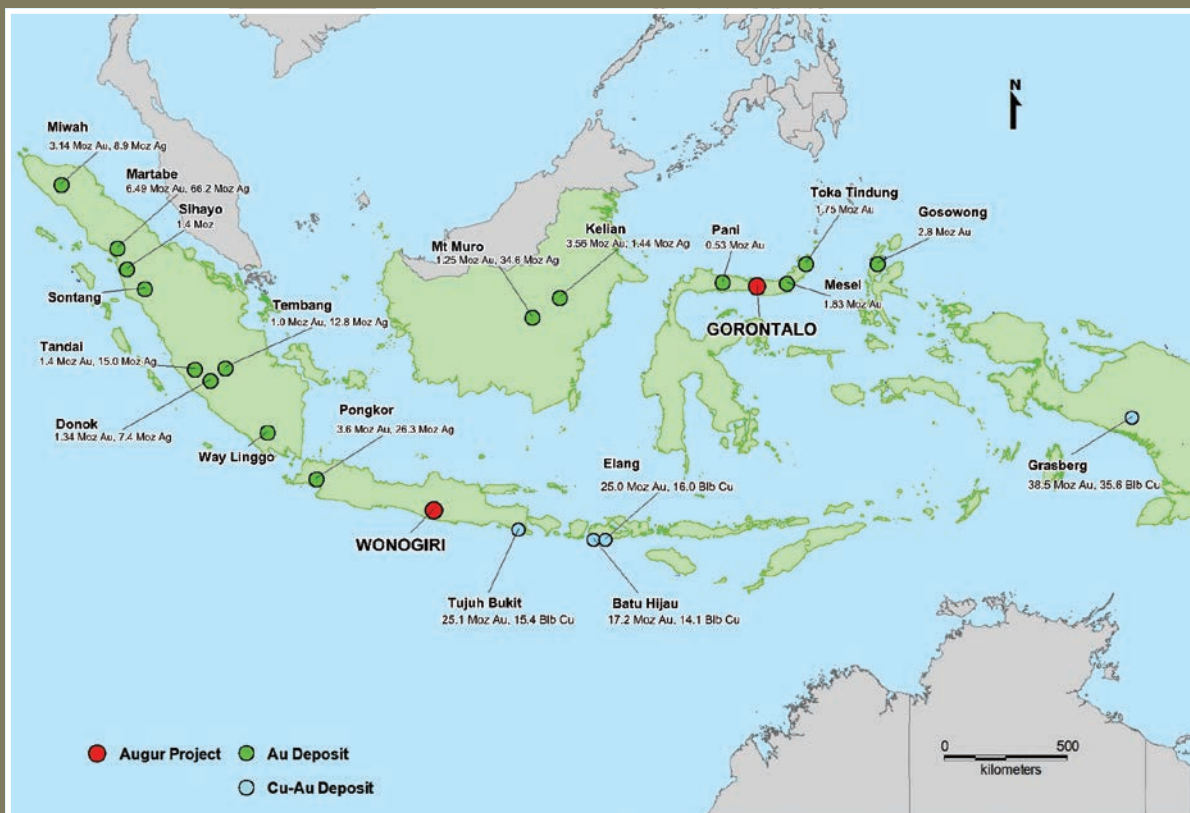 N
Miwah
3.14 Moz Au, 8.9 Moz Ag
Martabe
6.49 Moz Au, 66.2 Moz Ag
Sihayo
1.4 Moz
Sontang
Tembang
1.0 Moz Au, 12.8 Moz Ag
Tandai
1.4 Moz Au, 15.0 Moz Ag
Donok
1.34 Moz Au, 7.4 Moz Ag
Way Linggo
Pongkor
3.6 Moz Au, 26.3 Moz Ag
WONOGIRI
Mt Muro
1.25 Moz Au, 34.6 Moz Ag
Kelian
3.56 Moz Au, 1.44 Moz Ag
Pani
0.53 Moz Au
Toka Tindung
1.75 Moz Au
Gosowong
2.8 Moz Au
Mesel
1.83 Moz Au
GORONTALO
Elang
25.0 Moz Au, 16.0 Blb Cu
Grasberg
38.5 Moz Au, 35.6 Blb Cu
Tujuh Bukit
25.1 Moz Au, 15.4 Blb Cu
Batu Hijau
17.2 Moz Au, 14.1 Blb Cu
Augur Project
Au Deposit
Cu-Au Deposit
0 500
kilometers